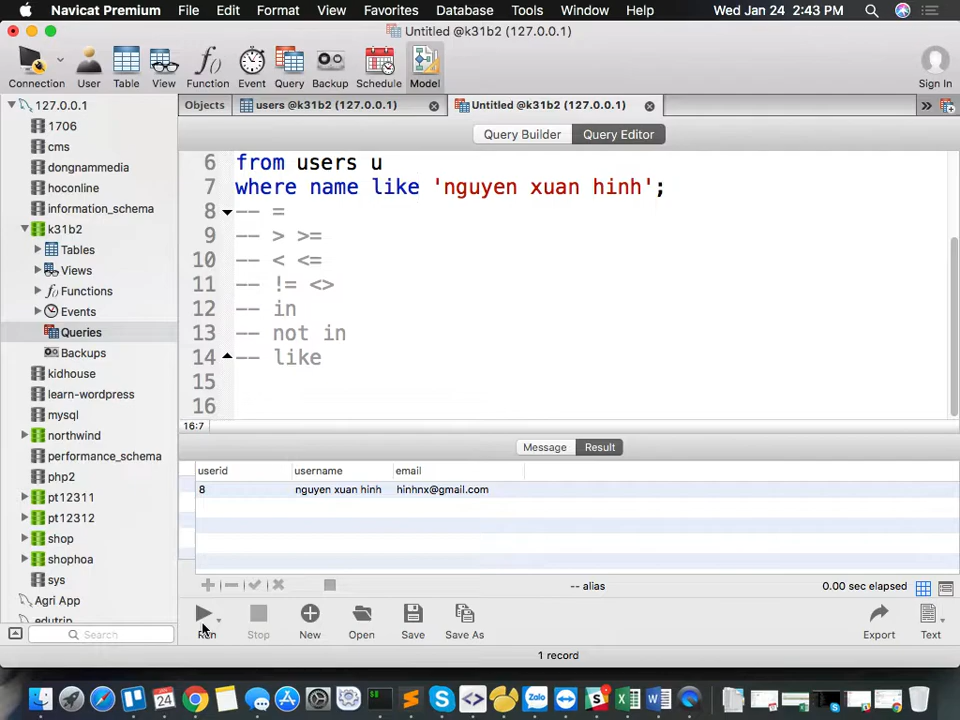 Navicat Premium File Edit Format View Favorites Database Tools Window Help Wed Jan 24 2:43 PM
Untitled @k31b2 (127.0.0.1)
Connection User Table View Function Event Query Backup Schedule Model Sign In
127.0.0.1
1706
cms
dongnammedia
hoconline
information_schema
k31b2
Tables
Views
Functions
Events
Queries
Backups
kidhouse
learn-wordpress
mysql
northwind
performance_schema
php2
pt12311
pt12312
shop
shophoa
sys
Agri App
edutrip
Search
Objects users @k31b2 (127.0.0.1) Untitled @k31b2 (127.0.0.1)
Query Builder Query Editor
6 from users u
7 where name like 'nguyen xuan hinh';
8 -- =
9 -- > >=
10 -- < <=
11 -- != <>
12 -- in
13 -- not in
14 -- like
15
16
16:7
Message Result
userid username email
8 nguyen xuan hinh hinhnx@gmail.com
-- alias 0.00 sec elapsed
Run Stop New Open Save Save As Export Text
1 record
24 Zalo